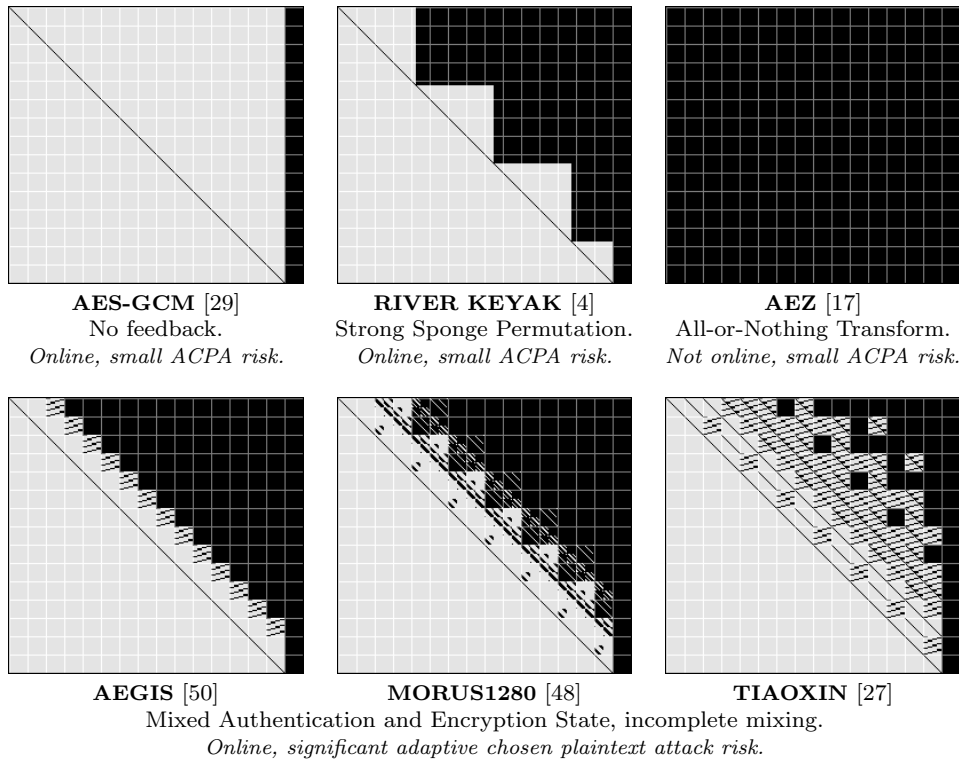 AES-GCM [29] RIVER KEYAK [4] AEZ [17]
No feedback. Strong Sponge Permutation. All-or-Nothing Transform.
Online, small ACPA risk. Online, small ACPA risk. Not online, small ACPA risk.
AEGIS [50] MORUS1280 [48] TIAOXIN [27]
Mixed Authentication and Encryption State, incomplete mixing.
Online, significant adaptive chosen plaintext attack risk.